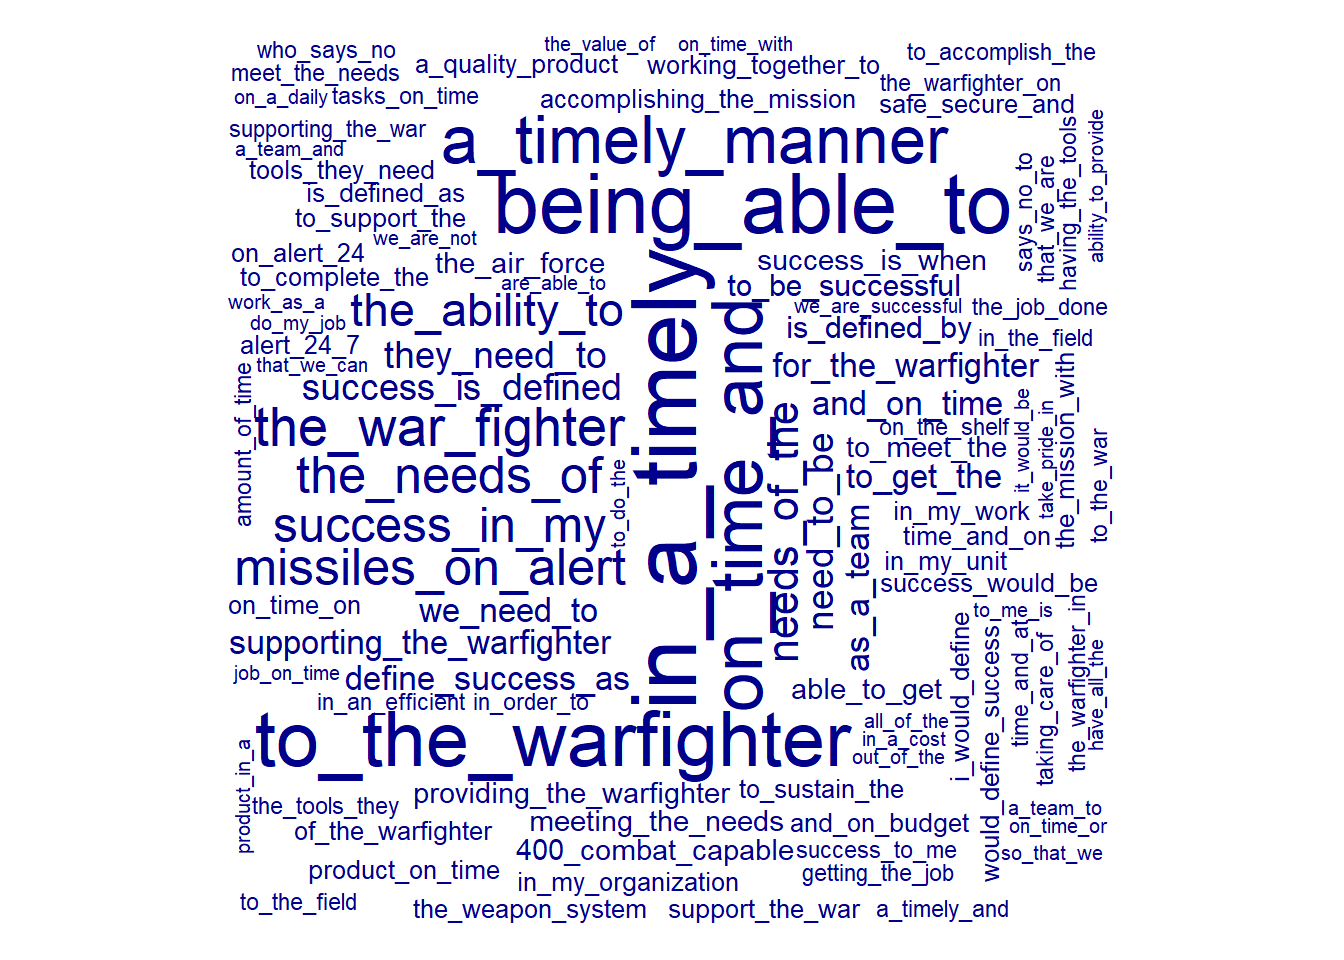 the_value_of
on_time_with
who_says_no
to_accomplish_the
a_quality_product
working_together_to
meet_the_needs
the_warfighter_on
on_a_daily
tasks_on_time
accomplishing_the_mission
safe_secure_and
supporting_the_war
a_timely_manner
a_team_and
tools_they_need
is_defined_as
being_able_to
to_support_the
we_are_not
says_no_to
that_we_are
having_the_tools
ability_to_provide
on_alert_24
the_air_force
success_is_when
to_complete_the
are_able_to
to_be_successful
work_as_a
the_ability_to
we_are_successful
the_job_done
do_my_job
is_defined_by
in_the_field
alert_24_7
they_need_to
that_we_can
for_the_warfighter
success_is_defined
amount_of_time
in_a_timely
on_time_and
needs_of_the
need_to_be
and_on_time
it_would_be
take_pride_in
the_mission_with
to_the_war
the_war_fighter
on_the_shelf
to_meet_the
the_needs_of
to_do_the
to_get_the
success_in_my
in_my_work
as_a_team
time_and_on
missiles_on_alert
in_my_unit
success_would_be
on_time_on
we_need_to
to_me_is
supporting_the_warfighter
job_on_time
define_success_as
able_to_get
in_an_efficient
in_order_to
i_would_define
would_define_success
time_and_at
taking_care_of
the_warfighter_in
have_all_the
to_the_warfighter
all_of_the
in_a_cost
out_of_the
product_in_a
providing_the_warfighter
to_sustain_the
the_tools_they
a_team_to
of_the_warfighter
meeting_the_needs
and_on_budget
on_time_or
400_combat_capable
success_to_me
so_that_we
product_on_time
in_my_organization
getting_the_job
to_the_field
the_weapon_system
support_the_war
a_timely_and